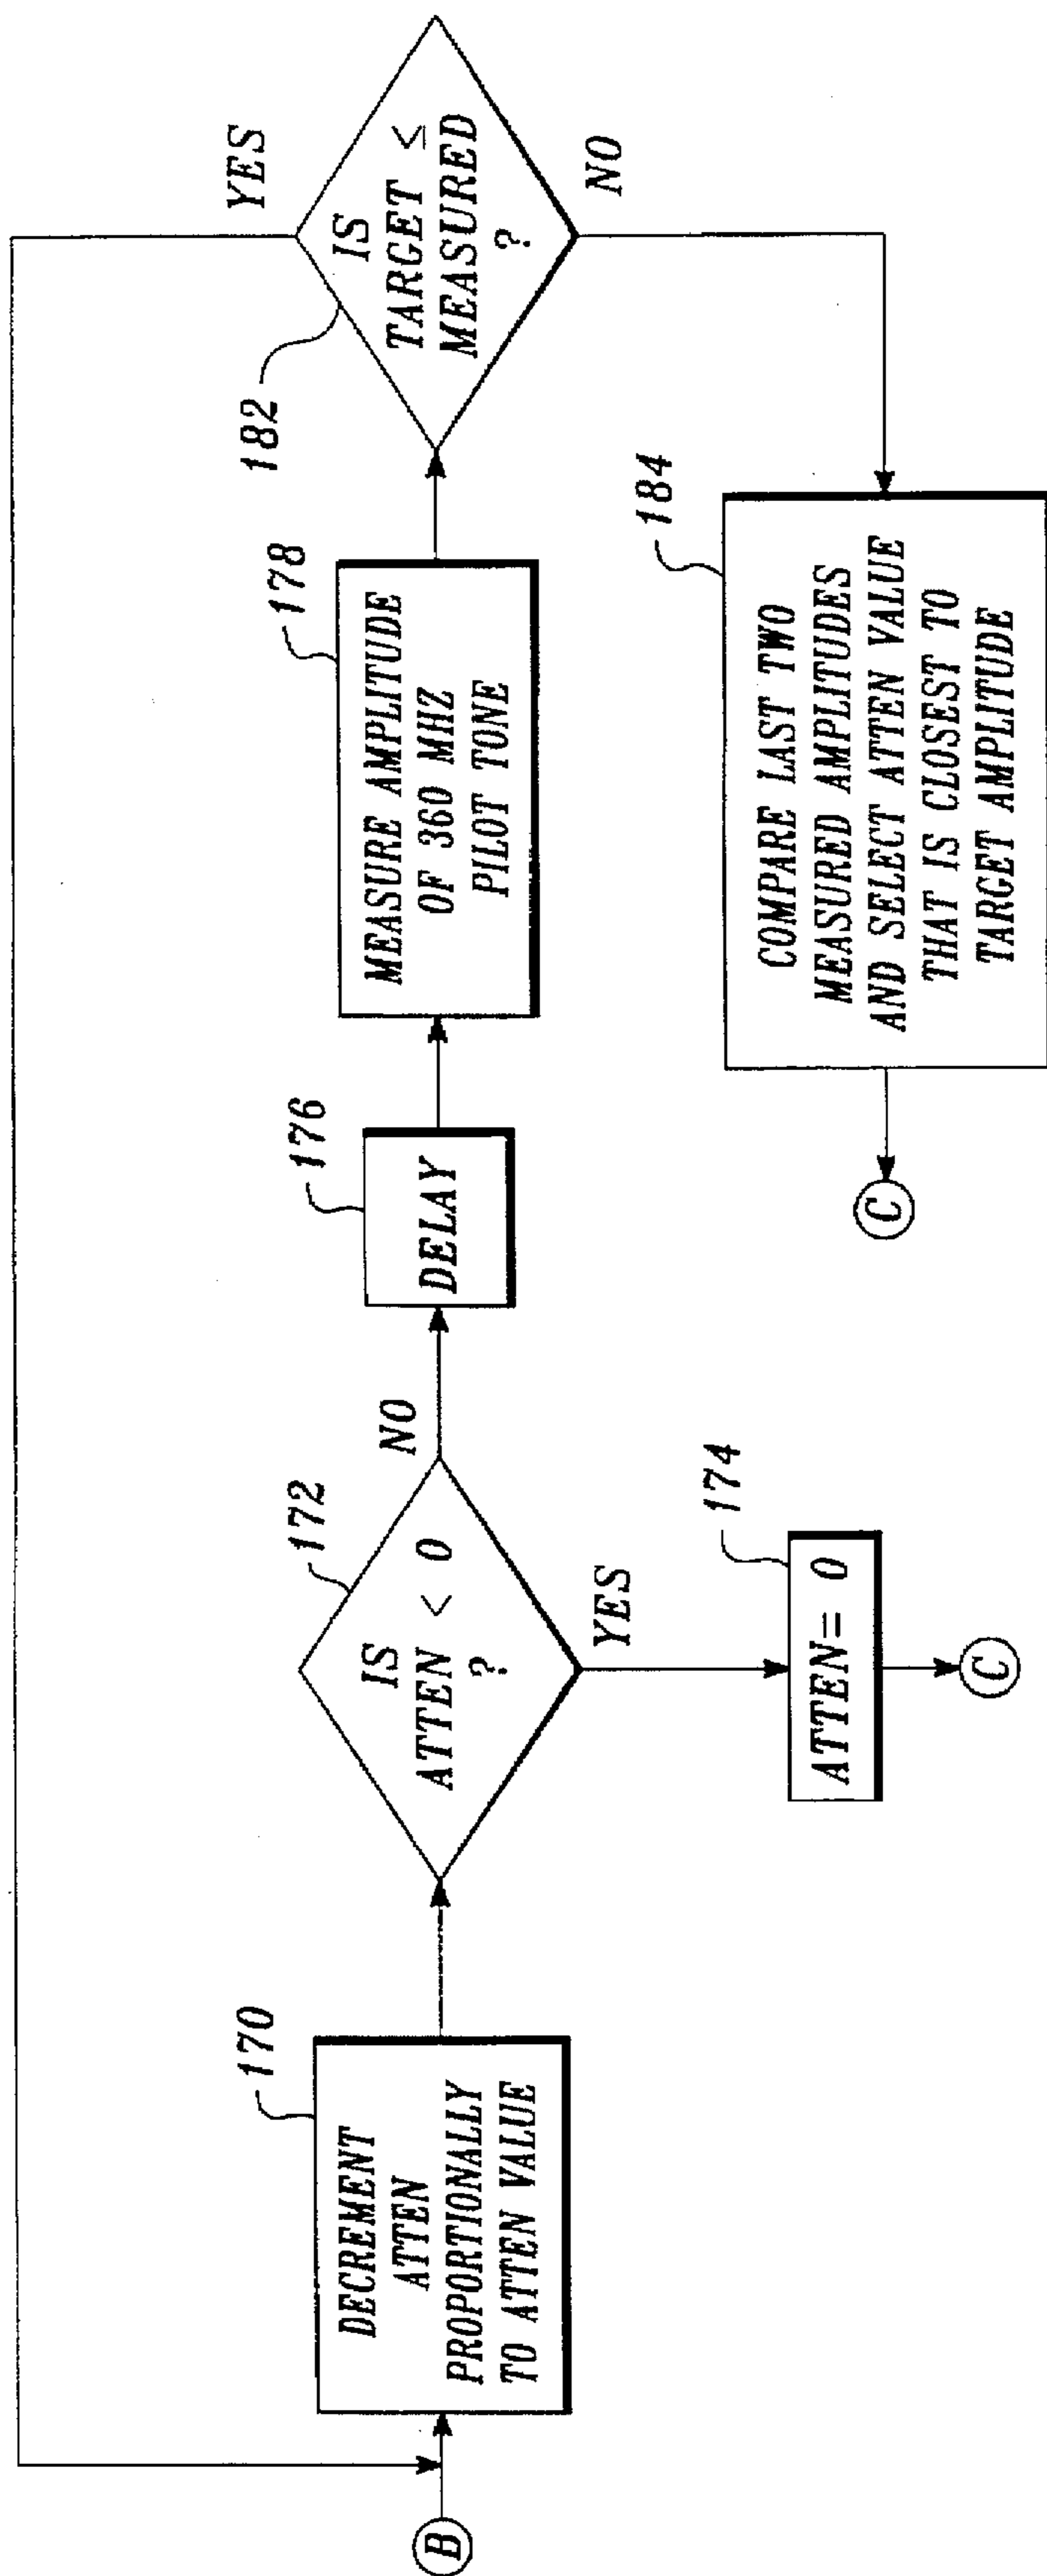 B
170
DECREMENT
ATTEN
PROPORTIONALLY
TO ATTEN VALUE
172
IS
ATTEN < 0
?
YES
NO
174
ATTEN= 0
C
176
DELAY
178
MEASURE AMPLITUDE
OF 360 MHZ
PILOT TONE
182
IS
TARGET ≤
MEASURED
?
YES
NO
184
COMPARE LAST TWO
MEASURED AMPLITUDES
AND SELECT ATTEN VALUE
THAT IS CLOSEST TO
TARGET AMPLITUDE
C